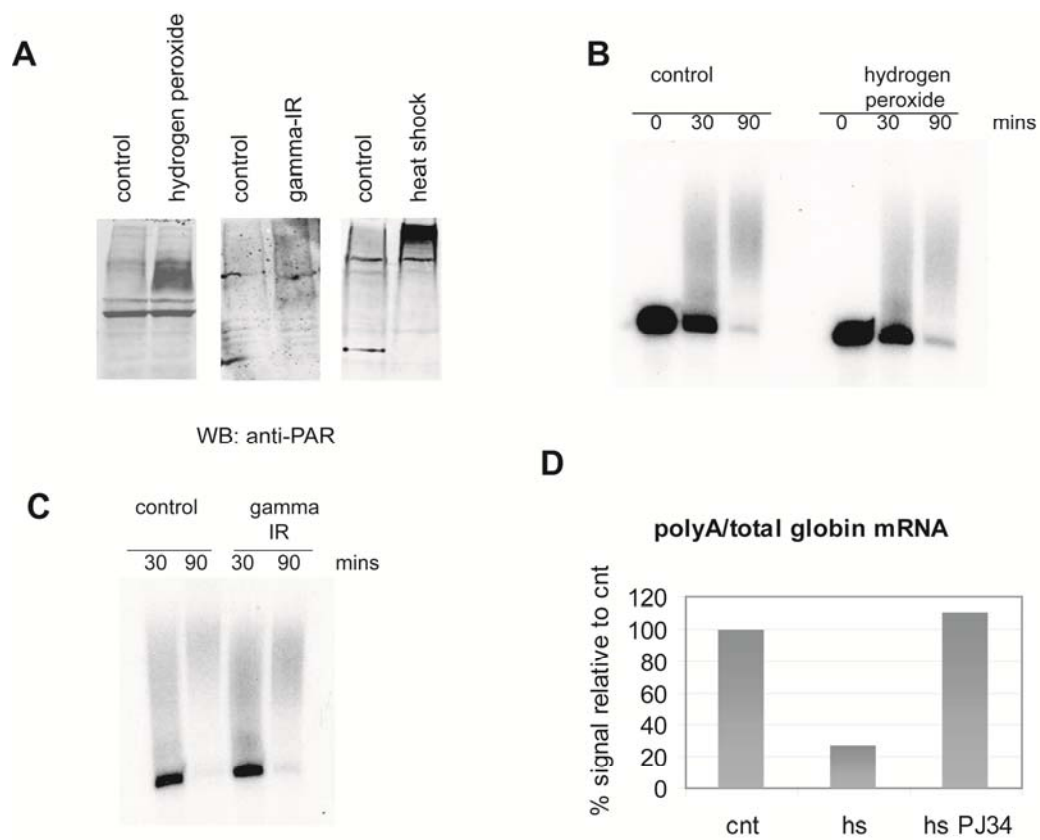 A
control
hydrogen peroxide
control
gamma-IR
control
heat shock
WB: anti-PAR
B
control
hydrogen
peroxide
0 30 90 0 30 90 mins
C
control
gamma
IR
30 90 30 90 mins
D
polyA/total globin mRNA
% signal relative to cnt
120
100
80
60
40
20
0
cnt hs hs PJ34